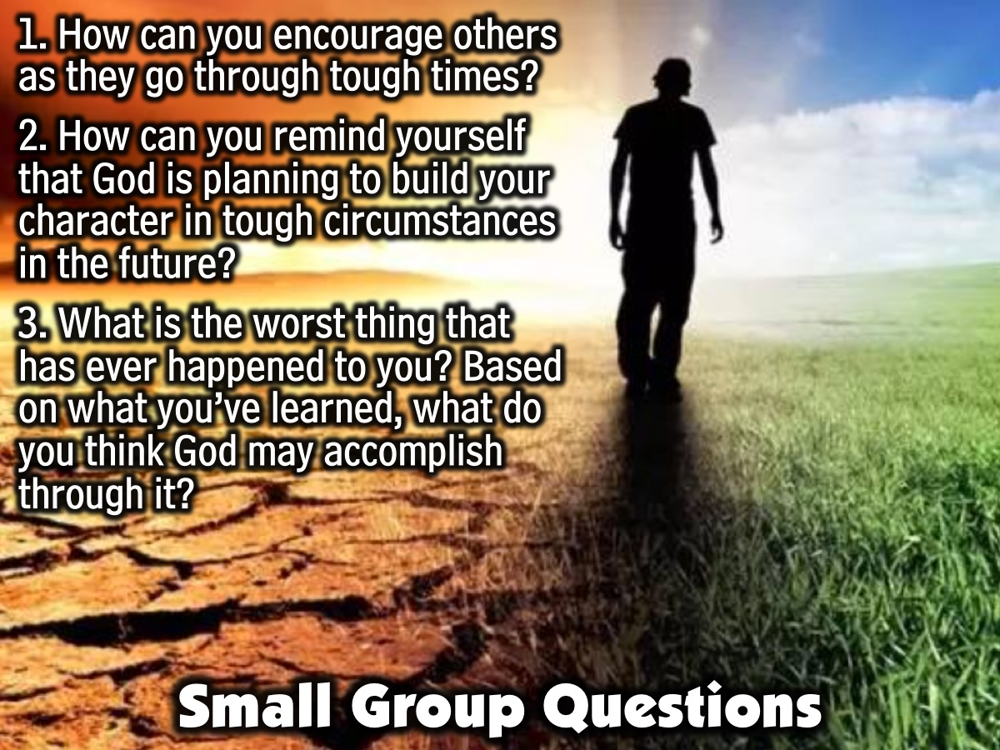 1. How can you encourage others
as they go through tough times?
2. How can you remind yourself
that God is planning to build your
character in tough circumstances
in the future?
3. What is the worst thing that
has ever happened to you? Based
on what you’ve learned, what do
you think God may accomplish
through it?
Small Group Questions